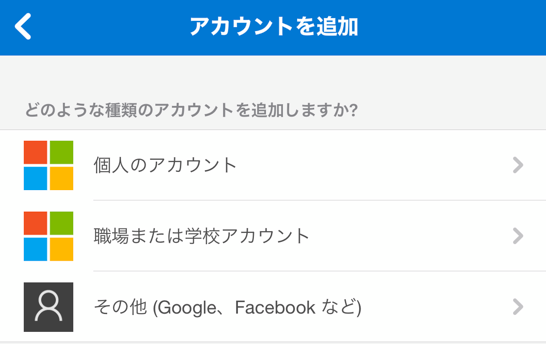 アカウントを追加
どのような種類のアカウントを追加しますか?
個人のアカウント
職場または学校アカウント
その他 (Google、Facebook など)